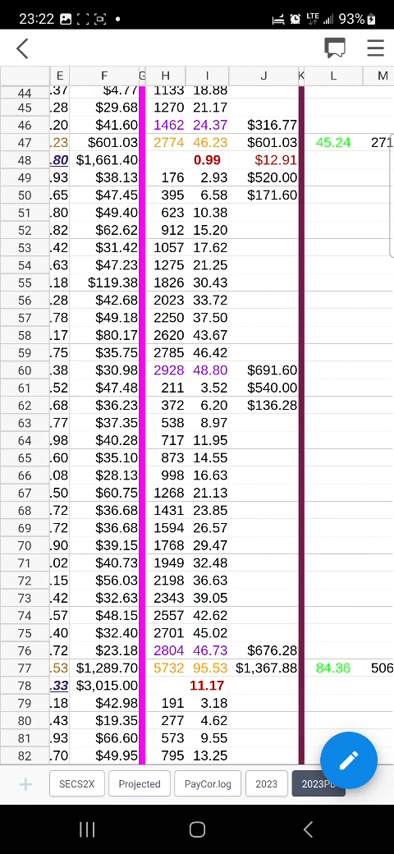 23:22 LTE 93%
E F G H I J K L M
44 .37 $4.77 1133 18.88
45 .28 $29.68 1270 21.17
46 .20 $41.60 1462 24.37 $316.77
47 .23 $601.03 2774 46.23 $601.03 45.24 271
48 .80 $1,661.40 0.99 $12.91
49 .93 $38.13 176 2.93 $520.00
50 .65 $47.45 395 6.58 $171.60
51 .80 $49.40 623 10.38
52 .82 $62.62 912 15.20
53 .42 $31.42 1057 17.62
54 .63 $47.23 1275 21.25
55 .18 $119.38 1826 30.43
56 .28 $42.68 2023 33.72
57 .78 $49.18 2250 37.50
58 .17 $80.17 2620 43.67
59 .75 $35.75 2785 46.42
60 .38 $30.98 2928 48.80 $691.60
61 .52 $47.48 211 3.52 $540.00
62 .68 $36.23 372 6.20 $136.28
63 .77 $37.35 538 8.97
64 .98 $40.28 717 11.95
65 .60 $35.10 873 14.55
66 .08 $28.13 998 16.63
67 .50 $60.75 1268 21.13
68 .72 $36.68 1431 23.85
69 .72 $36.68 1594 26.57
70 .90 $39.15 1768 29.47
71 .02 $40.73 1949 32.48
72 .15 $56.03 2198 36.63
73 .42 $32.63 2343 39.05
74 .57 $48.15 2557 42.62
75 .40 $32.40 2701 45.02
76 .72 $23.18 2804 46.73 $676.28
77 .53 $1,289.70 5732 95.53 $1,367.88 84.36 506
78 .33 $3,015.00 11.17
79 .18 $42.98 191 3.18
80 .43 $19.35 277 4.62
81 .93 $66.60 573 9.55
82 .70 $49.95 795 13.25
+ SECS2X Projected PayCor.log 2023